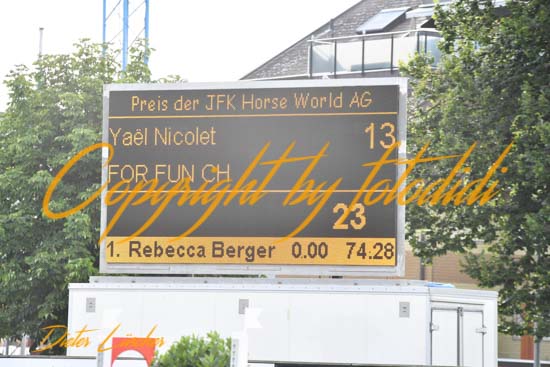 Preis der JFK Horse World AG
Yaël Nicolet 13
FOR FUN CH
23
1. Rebecca Berger 0.00 74.28
Copyright by fotodidi
Dieter